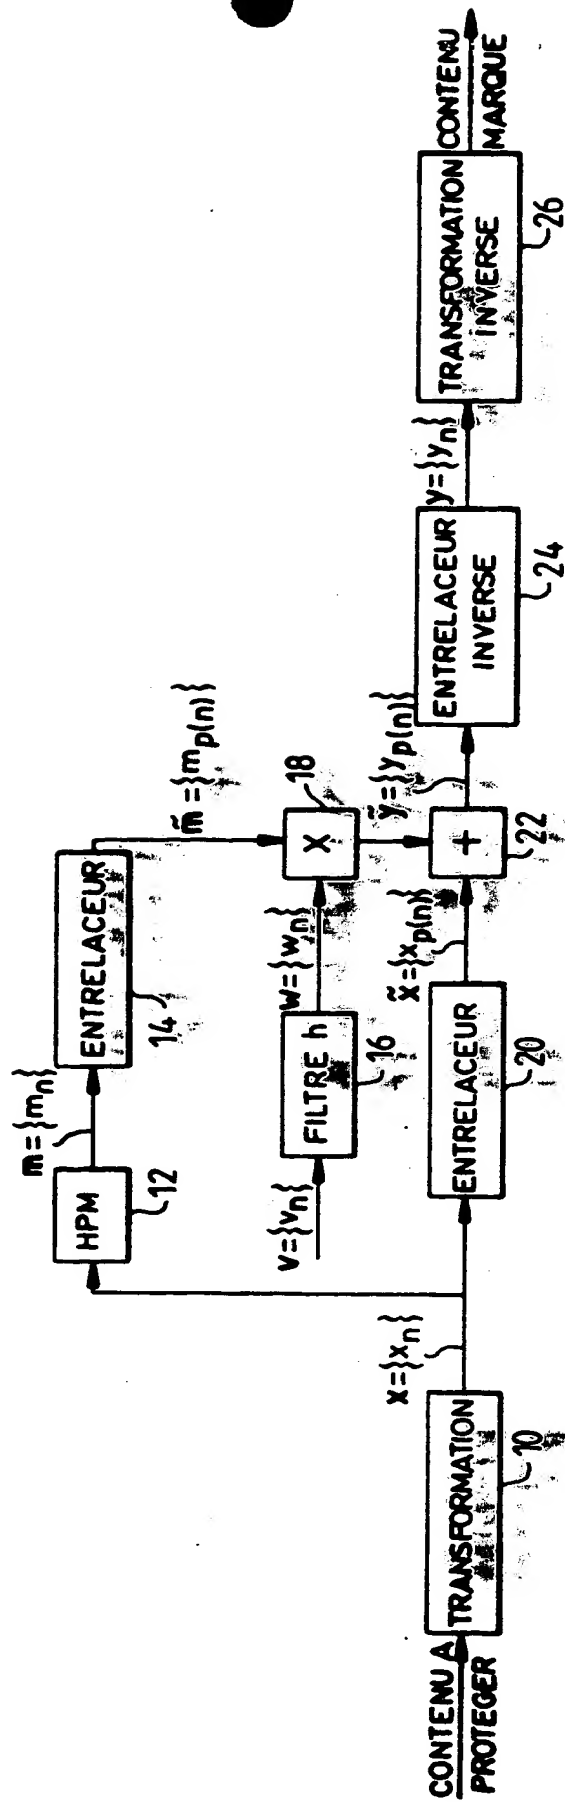 CONTENU A
PROTEGER
TRANSFORMATION
10
x={xn}
HPM
12
m={mn}
ENTRELACEUR
14
m̃={mp(n)}
v={vn}
FILTRE h
16
w={wn}
X
18
ENTRELACEUR
20
x̃={xp(n)}
+
22
ỹ={yp(n)}
ENTRELACEUR
INVERSE
24
y={yn}
TRANSFORMATION
INVERSE
26
CONTENU
MARQUE